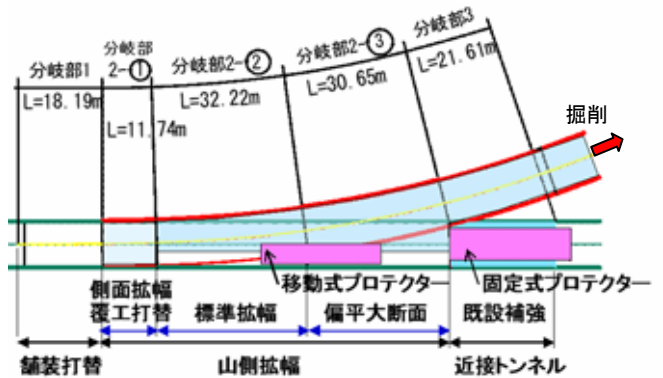 分岐部1
L=18.19m
分岐部
2-①
L=11.74m
分岐部2-②
L=32.22m
分岐部2-③
L=30.65m
分岐部3
L=21.61m
掘削
移動式プロテクター
固定式プロテクター
側面拡幅
覆工打替
標準拡幅
偏平大断面
既設補強
舗装打替
山側拡幅
近接トンネル